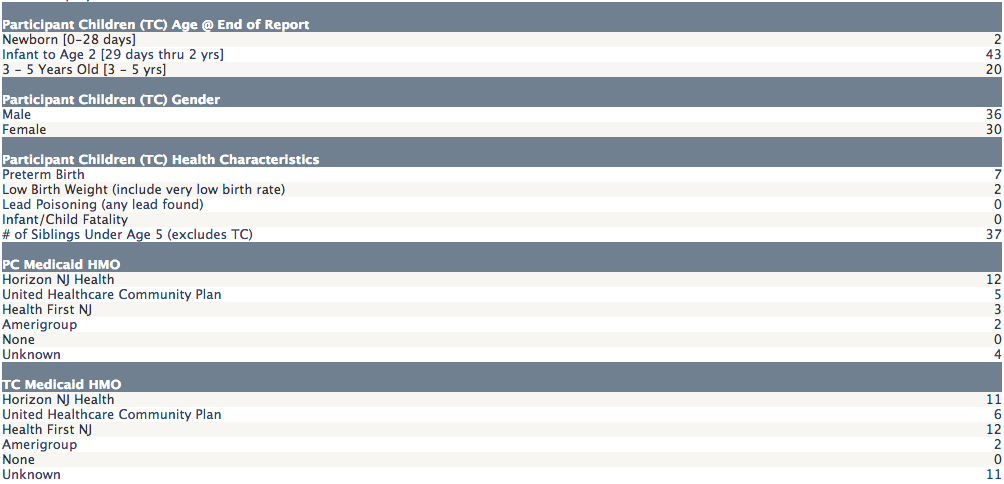 Participant Children (TC) Age @ End of Report
Newborn [0-28 days] 2
Infant to Age 2 [29 days thru 2 yrs] 43
3 - 5 Years Old [3 - 5 yrs] 20
Participant Children (TC) Gender
Male 36
Female 30
Participant Children (TC) Health Characteristics
Preterm Birth 7
Low Birth Weight (include very low birth rate) 2
Lead Poisoning (any lead found) 0
Infant/Child Fatality 0
# of Siblings Under Age 5 (excludes TC) 37
PC Medicaid HMO
Horizon NJ Health 12
United Healthcare Community Plan 5
Health First NJ 3
Amerigroup 2
None 0
Unknown 4
TC Medicaid HMO
Horizon NJ Health 11
United Healthcare Community Plan 6
Health First NJ 12
Amerigroup 2
None 0
Unknown 11